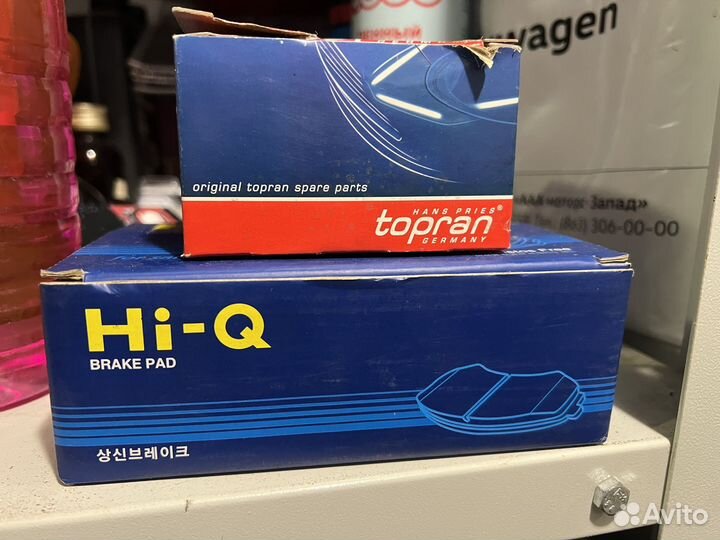 wagen
original topran spare parts
HANS PRIES
topran®
GERMANY
моторс-Запад»
(863) 306-00-00
Hi-Q
BRAKE PAD
상신브레이크
Avito